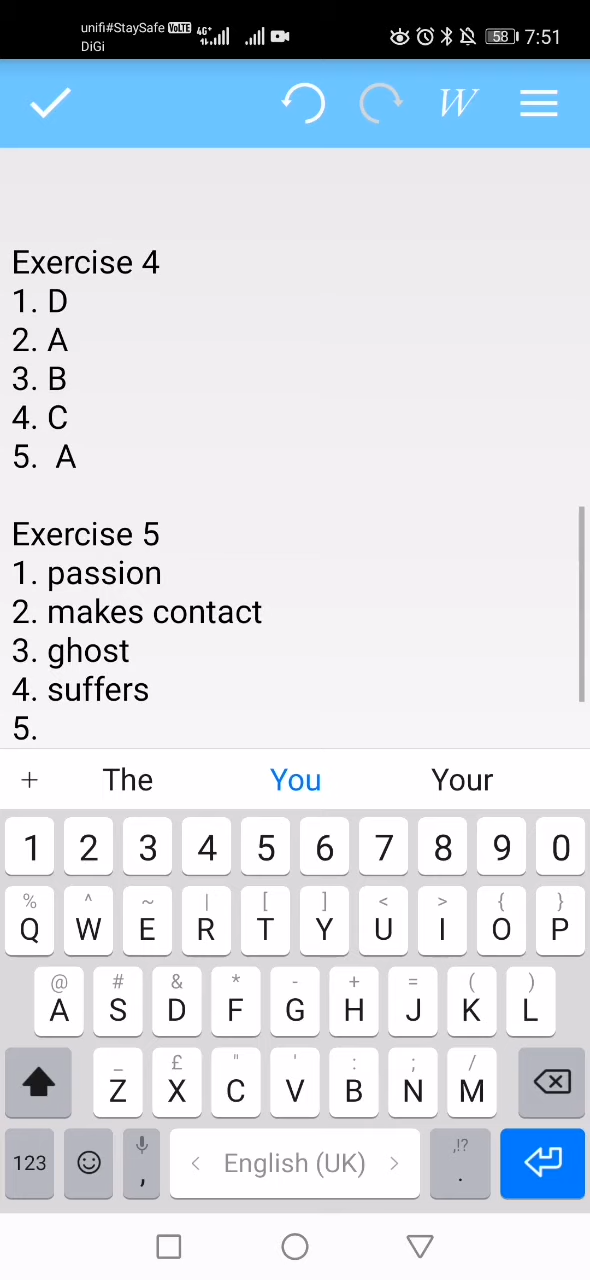 unifi#StaySafe VoLTE 4G+ 58 7:51
DiGi
W
Exercise 4
1. D
2. A
3. B
4. C
5.  A
Exercise 5
1. passion
2. makes contact
3. ghost
4. suffers
5.
+ The You Your
1 2 3 4 5 6 7 8 9 0
% ^ ~ | [ ] < > { }
Q W E R T Y U I O P
@ # & * - + = ( )
A S D F G H J K L
_ £ " ' : ; /
Z X C V B N M
123 , < English (UK) > ,!? .